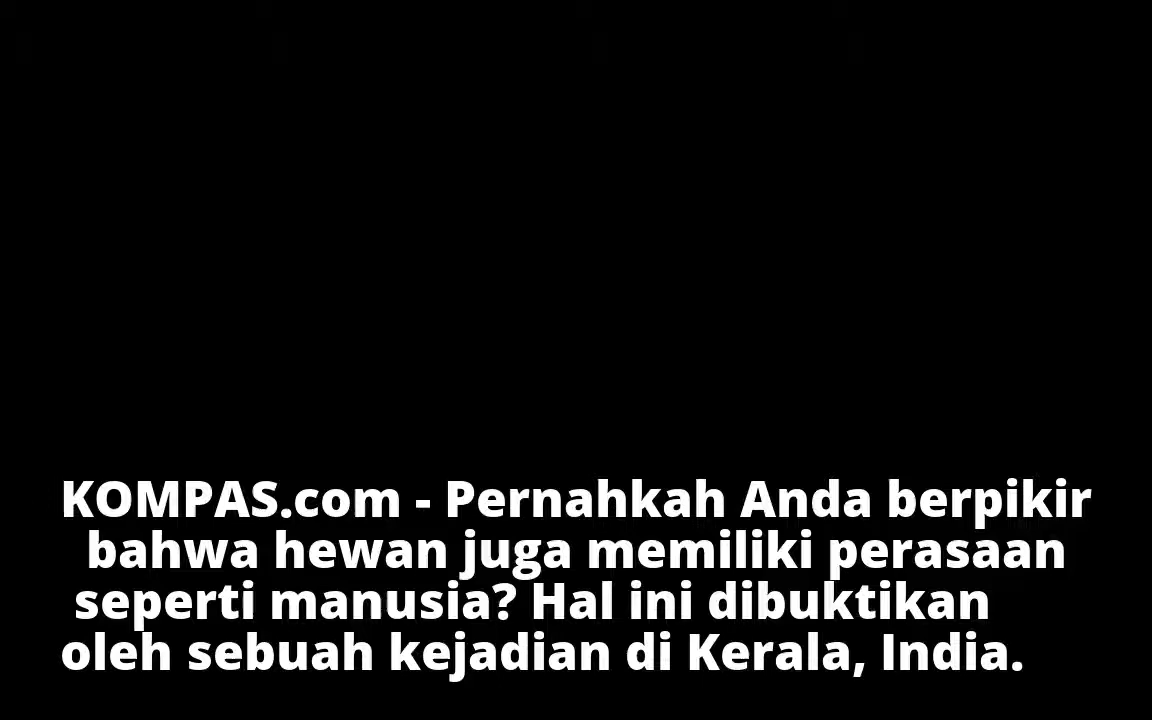 KOMPAS.com - Pernahkah Anda berpikir
bahwa hewan juga memiliki perasaan
seperti manusia? Hal ini dibuktikan
oleh sebuah kejadian di Kerala, India.